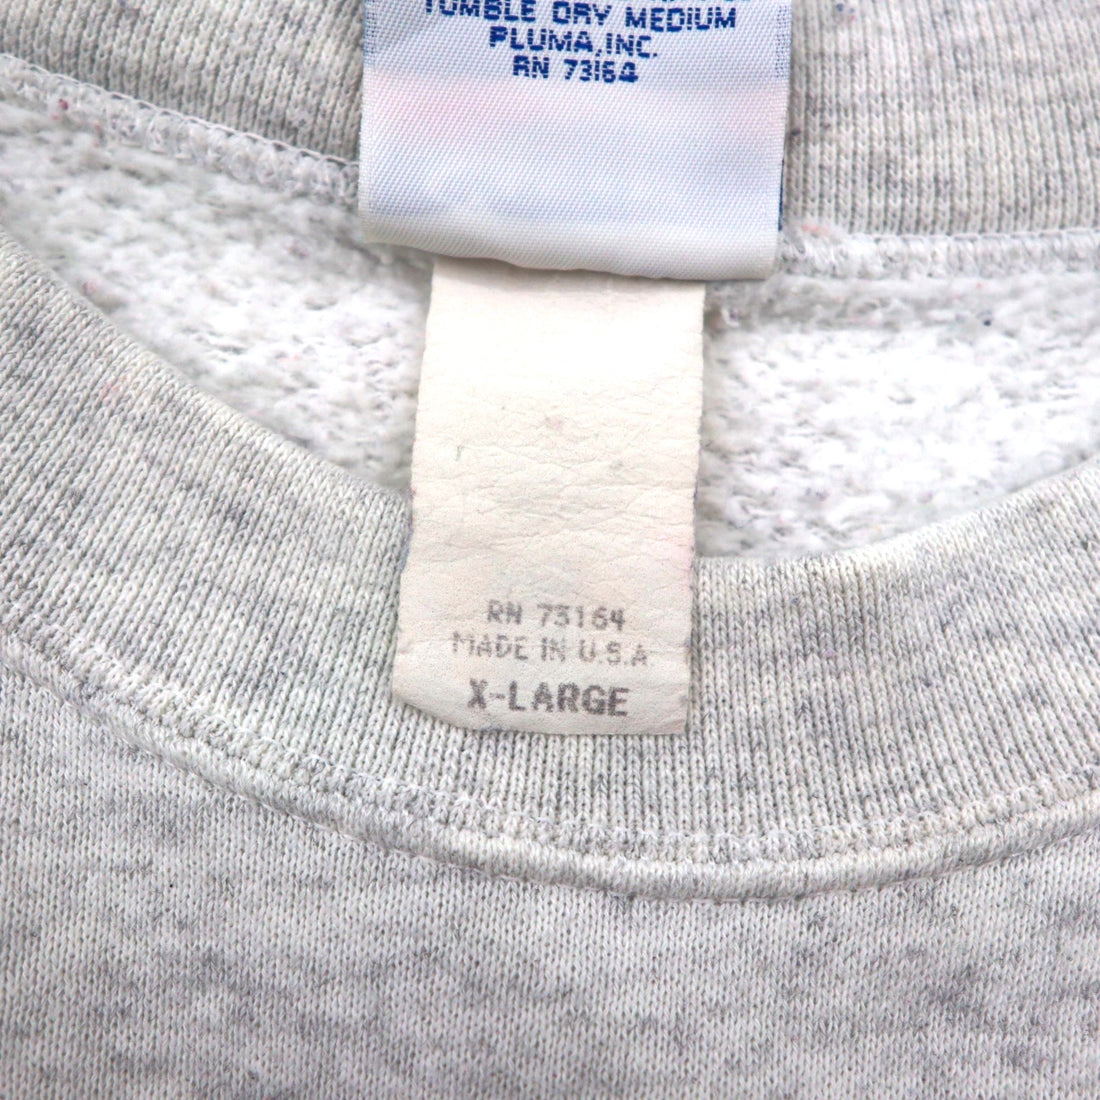 TUMBLE DRY MEDIUM
PLUMA, INC.
RN 73164
RN 73164
MADE IN U.S.A
X-LARGE